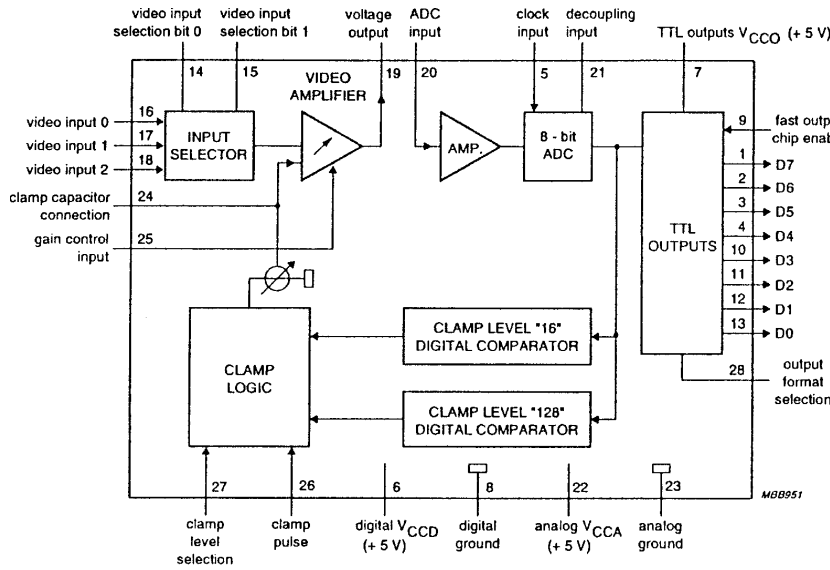 video input
selection bit 0
video input
selection bit 1
voltage
output
ADC
input
clock
input
decoupling
input
TTL outputs VCCO (+ 5 V)
14
15
VIDEO
AMPLIFIER
19
20
5
21
7
video input 0
16
video input 1
17
video input 2
18
INPUT
SELECTOR
AMP.
8 - bit
ADC
9
fast outp
chip enab
1
D7
2
D6
3
D5
4
D4
10
D3
11
D2
12
D1
13
D0
TTL
OUTPUTS
clamp capacitor
connection
24
gain control
input
25
CLAMP
LOGIC
CLAMP LEVEL "16"
DIGITAL COMPARATOR
CLAMP LEVEL "128"
DIGITAL COMPARATOR
28
output
format
selection
27
26
6
8
22
23
MBB951
clamp
level
selection
clamp
pulse
digital VCCD
(+ 5 V)
digital
ground
analog VCCA
(+ 5 V)
analog
ground